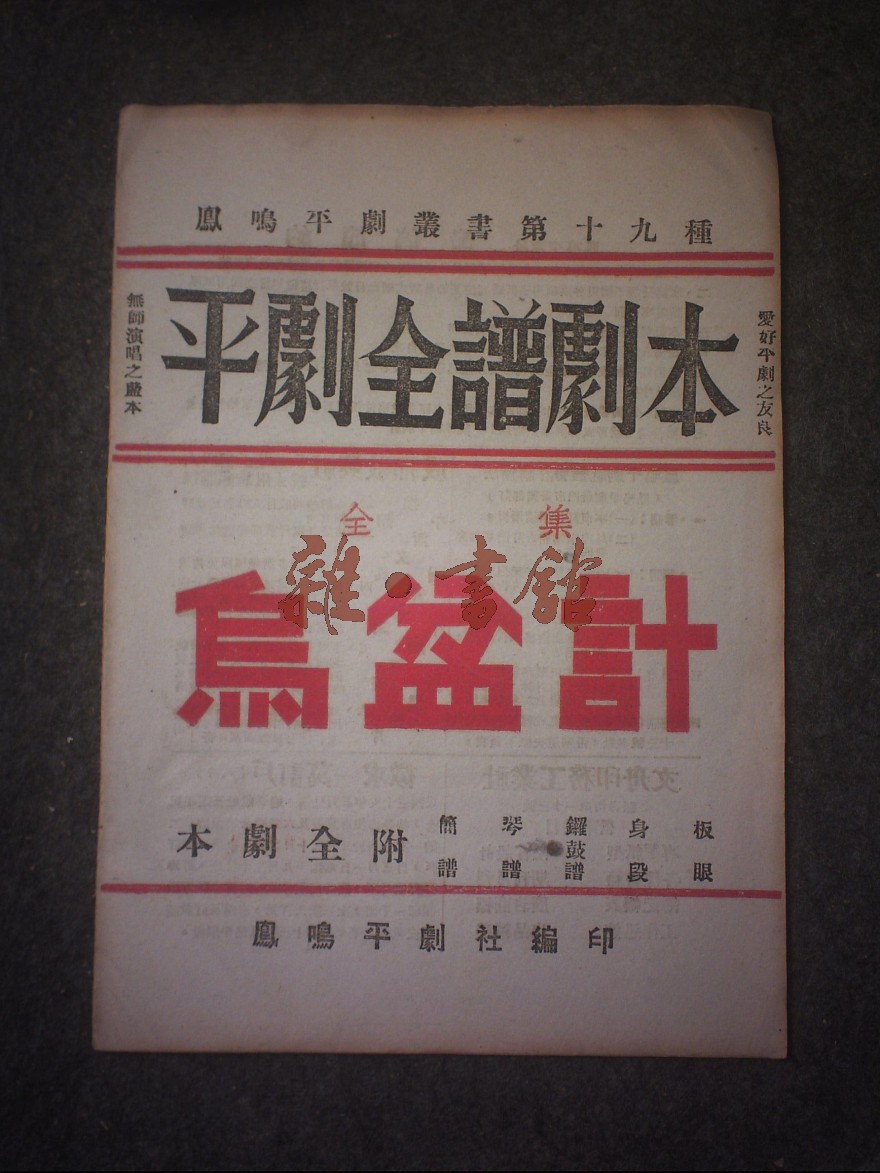 鳳鳴平劇叢書第十九種
愛好平劇之友良
平劇全譜劇本
無師演唱之藍本
全集
雜·書館
烏盆計
本劇全附 簡譜 琴譜 鑼鼓譜 身段 板眼
鳳鳴平劇社編印